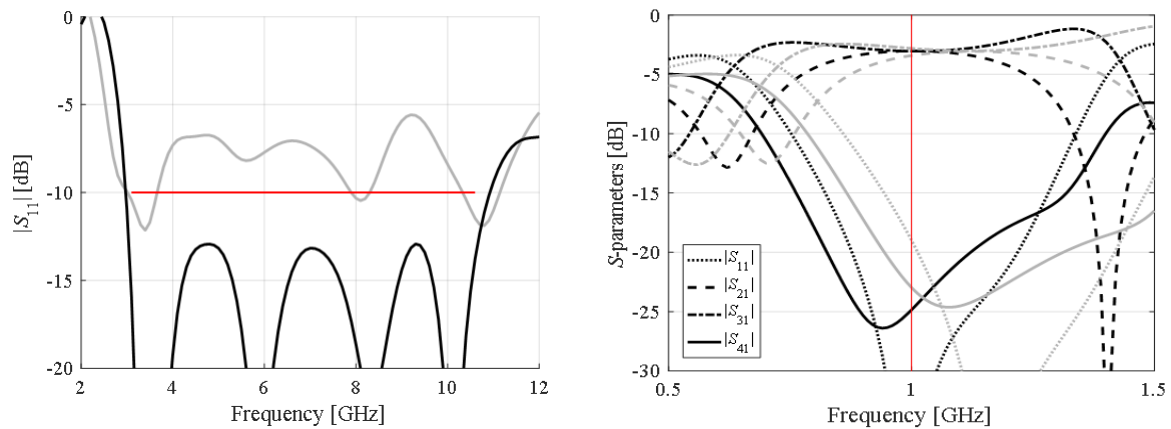 0
-5
-10
-15
-20
|S11| [dB]
2
4
6
8
10
12
Frequency [GHz]
0
-5
-10
-15
-20
-25
-30
S-parameters [dB]
|S11|
|S21|
|S31|
|S41|
0.5
1
1.5
Frequency [GHz]